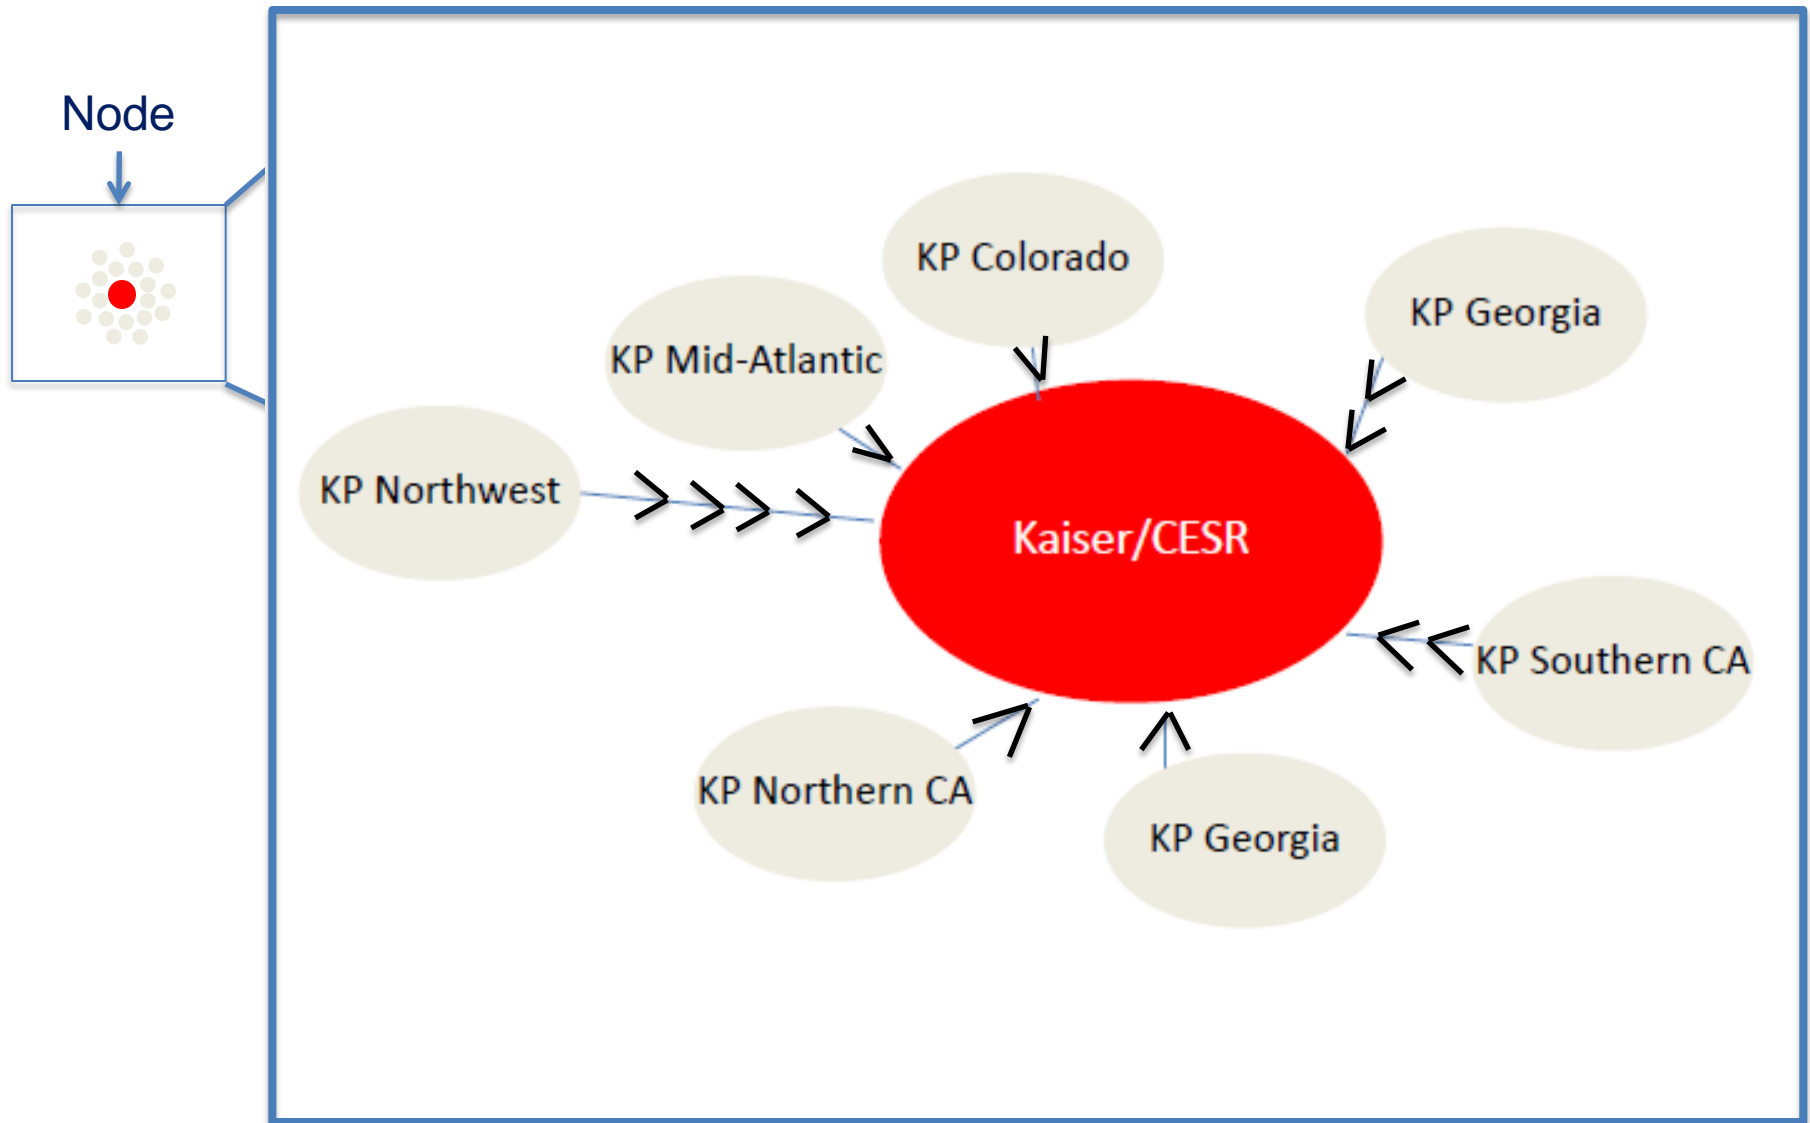 Node
KP Colorado
KP Georgia
KP Mid-Atlantic
KP Northwest
Kaiser/CESR
KP Southern CA
KP Northern CA
KP Georgia